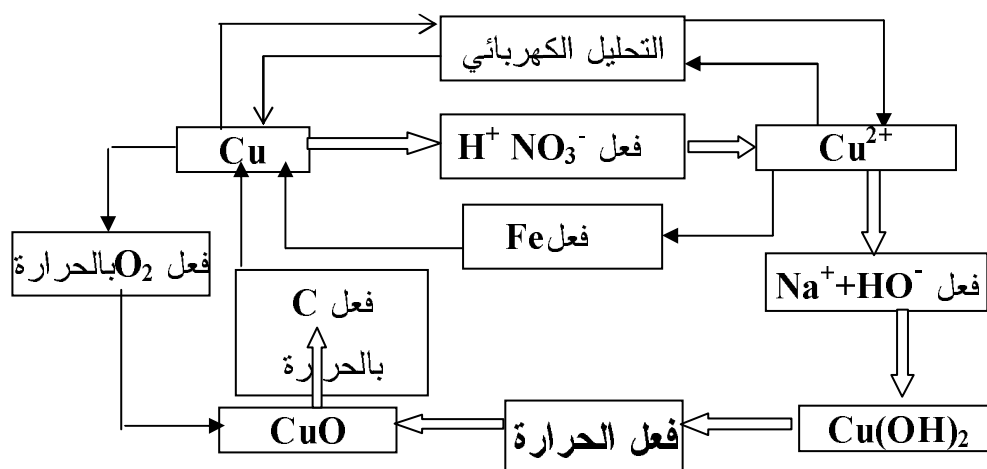 التحليل الكهربائي
Cu
فعل H⁺ NO₃⁻
Cu²⁺
فعل Fe
فعل O₂ بالحرارة
فعل C
بالحرارة
فعل Na⁺+HO⁻
CuO
فعل الحرارة
Cu(OH)₂